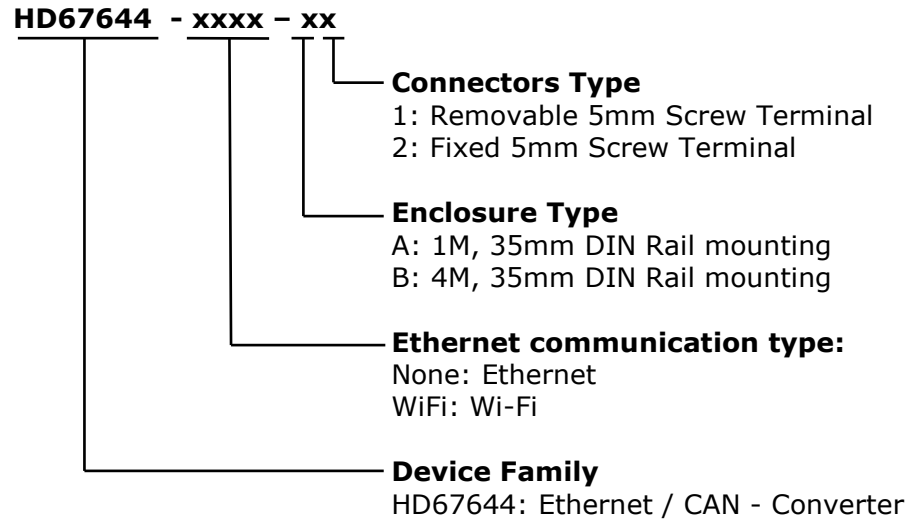 HD67644 - xxxx – xx
Connectors Type
1: Removable 5mm Screw Terminal
2: Fixed 5mm Screw Terminal
Enclosure Type
A: 1M, 35mm DIN Rail mounting
B: 4M, 35mm DIN Rail mounting
Ethernet communication type:
None: Ethernet
WiFi: Wi-Fi
Device Family
HD67644: Ethernet / CAN - Converter